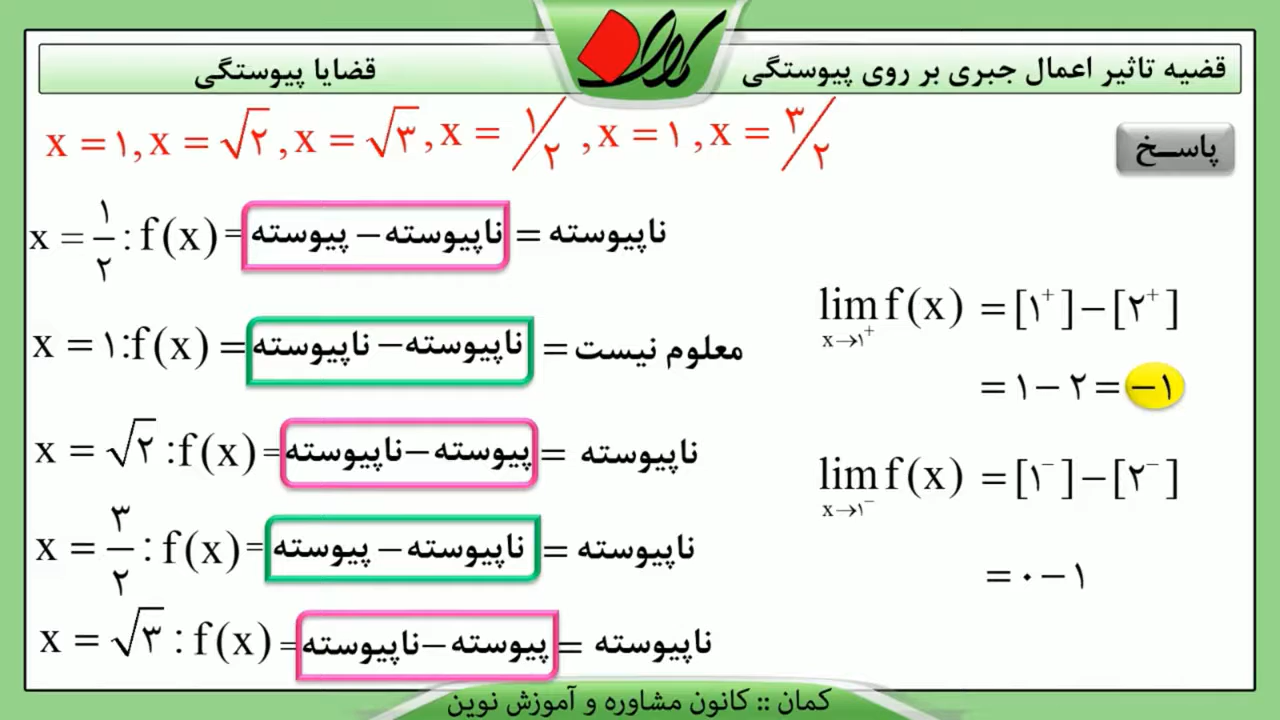 قضیه تاثیر اعمال جبری بر روی پیوستگی
کمان
قضایا پیوستگی
x = ۱, x = √۲, x = √۳, x = ۱/۲, x = ۱, x = ۳/۲
پاسـخ
x = ۱/۲ : f(x) = ناپیوسته – پیوسته = ناپیوسته
x = ۱: f(x) = ناپیوسته – ناپیوسته = معلوم نیست
x = √۲ : f(x) = پیوسته – ناپیوسته = ناپیوسته
x = ۳/۲ : f(x) = ناپیوسته – پیوسته = ناپیوسته
x = √۳ : f(x) = پیوسته – ناپیوسته = ناپیوسته
lim x→۱⁺ f(x) = [۱⁺] – [۲⁺]
= ۱ – ۲ = –۱
lim x→۱⁻ f(x) = [۱⁻] – [۲⁻]
= ۰ – ۱
کمان :: کانون مشاوره و آموزش نوین